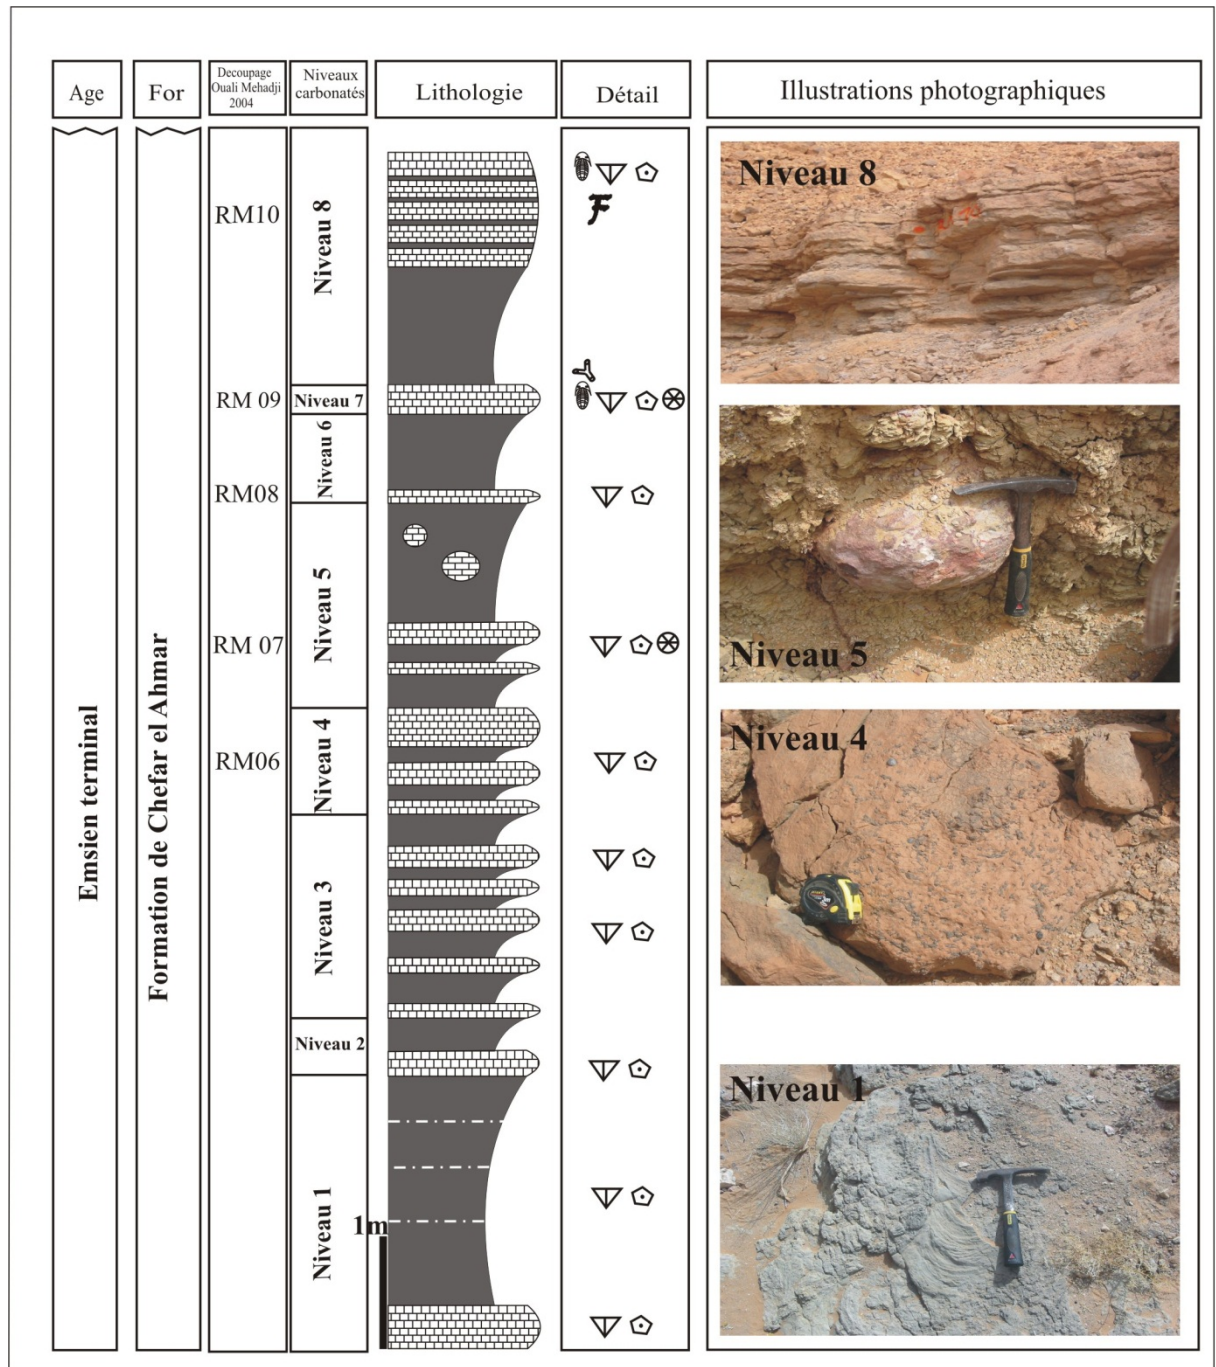 Age
For
Decoupage
Ouali Mehadji
2004
Niveaux
carbonatés
Lithologie
Détail
Illustrations photographiques
Emsien terminal
Formation de Chefar el Ahmar
RM10
RM 09
RM08
RM 07
RM06
Niveau 8
Niveau 7
Niveau 6
Niveau 5
Niveau 4
Niveau 3
Niveau 2
Niveau 1
1m
F
Niveau 8
Niveau 5
Niveau 4
Niveau 1